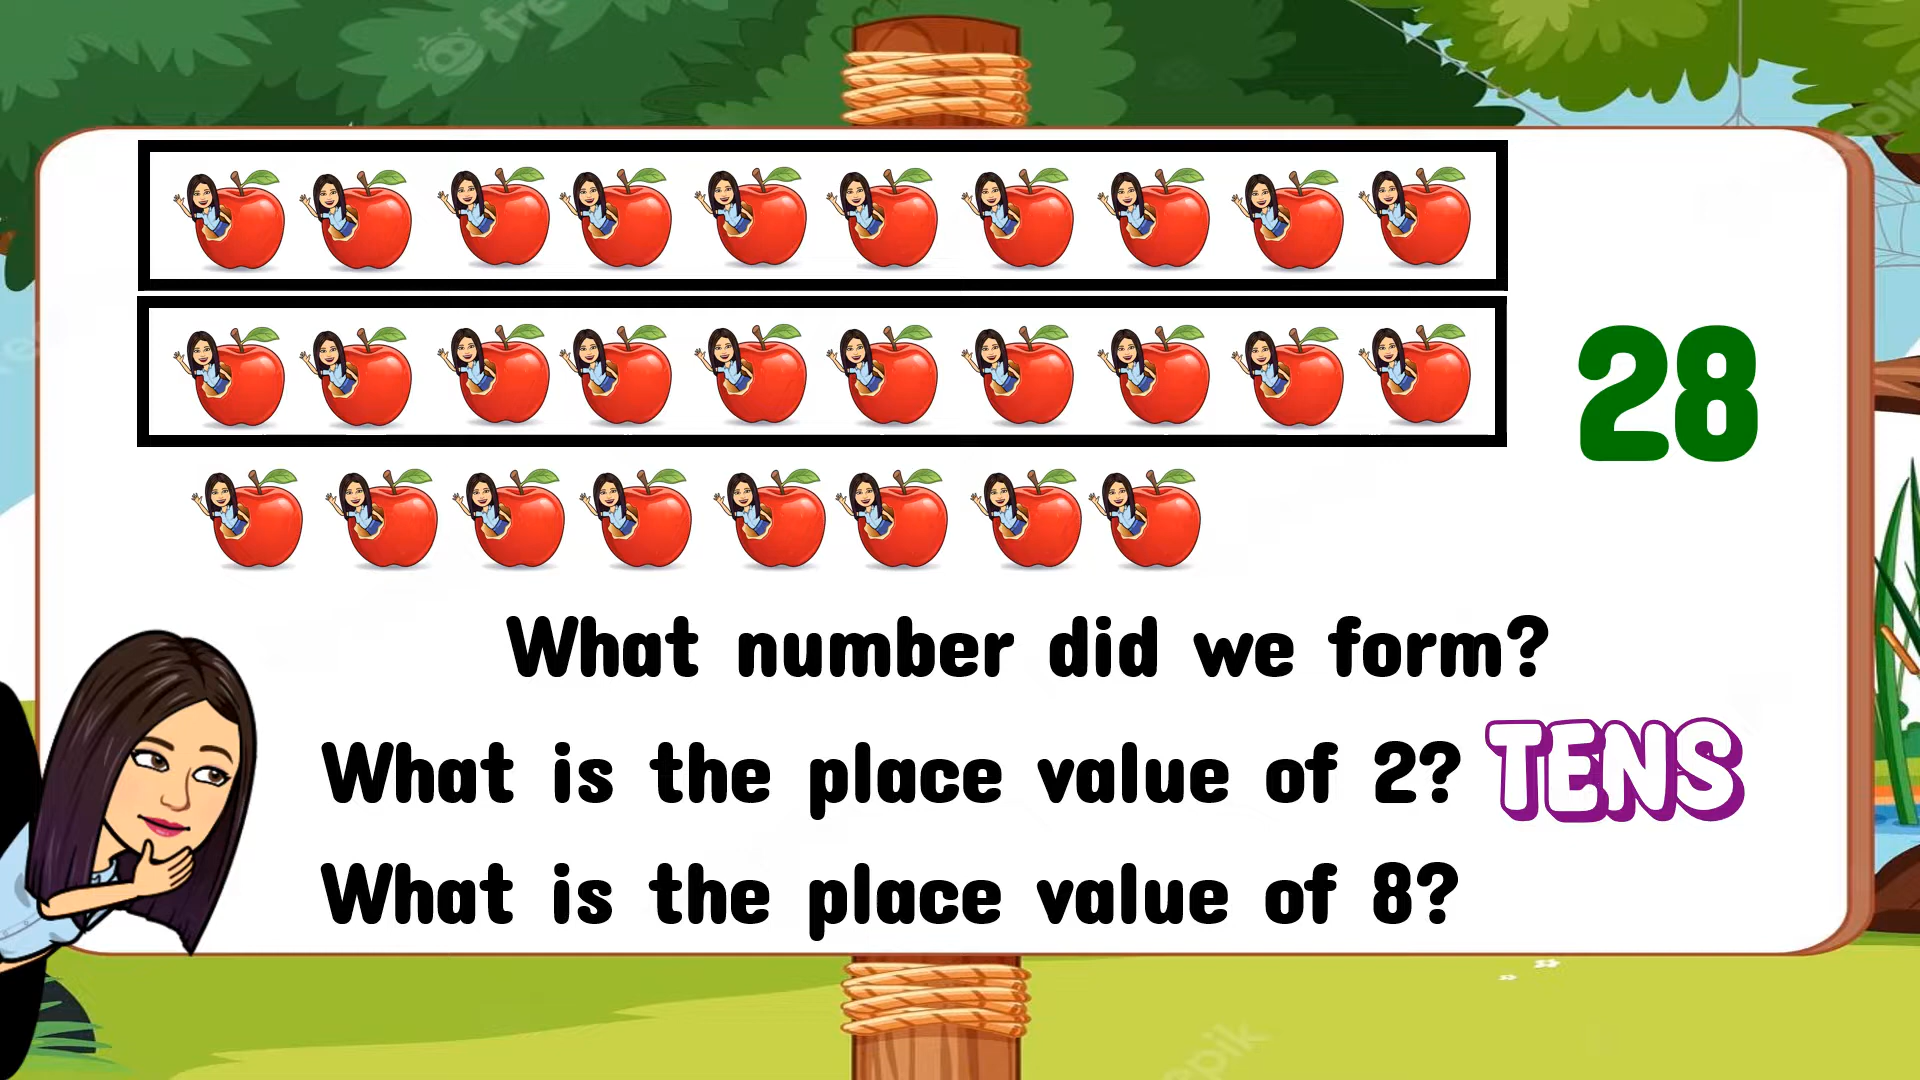 28
What number did we form?
What is the place value of 2? TENS
What is the place value of 8?